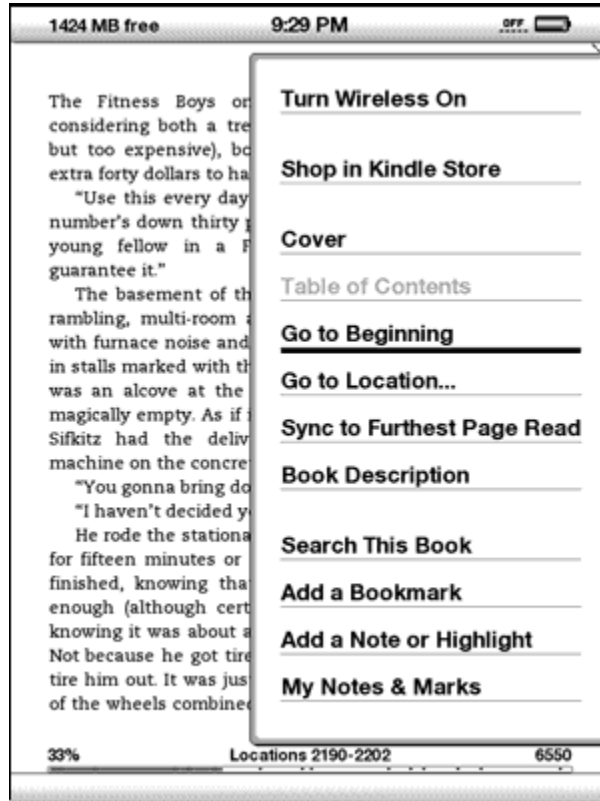 1424 MB free 9:29 PM OFF
The Fitness Boys on
considering both a tre
but too expensive), bo
extra forty dollars to ha
“Use this every day
number’s down thirty p
young fellow in a F
guarantee it.”
The basement of th
rambling, multi-room a
with furnace noise and
in stalls marked with th
was an alcove at the
magically empty. As if i
Sifkitz had the deliv
machine on the concre
“You gonna bring do
“I haven’t decided y
He rode the stationa
for fifteen minutes or
finished, knowing tha
enough (although cert
knowing it was about a
Not because he got tire
tire him out. It was jus
of the wheels combined
Turn Wireless On
Shop in Kindle Store
Cover
Table of Contents
Go to Beginning
Go to Location...
Sync to Furthest Page Read
Book Description
Search This Book
Add a Bookmark
Add a Note or Highlight
My Notes & Marks
33% Locations 2190-2202 6550